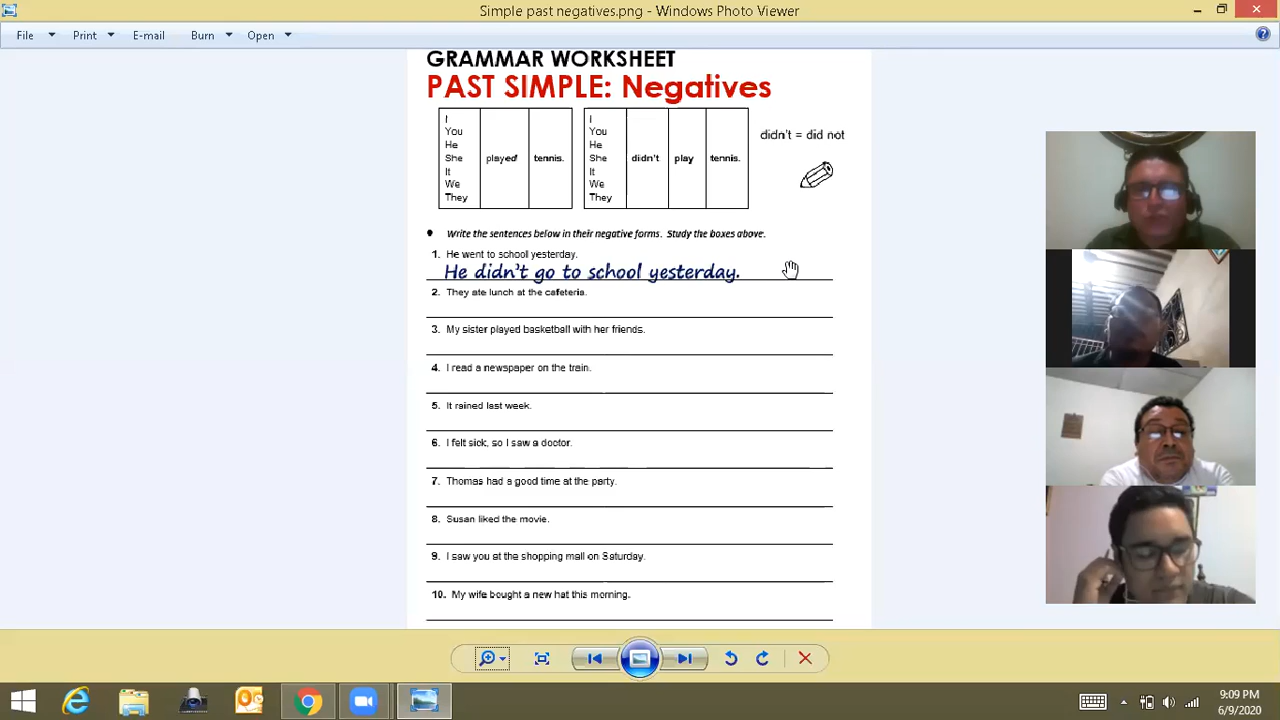 Simple past negatives.png - Windows Photo Viewer
File Print E-mail Burn Open
GRAMMAR WORKSHEET
PAST SIMPLE: Negatives
I
You
He
She
It
We
They
played
tennis.
I
You
He
She
It
We
They
didn't
play
tennis.
didn't = did not
Write the sentences below in their negative forms. Study the boxes above.
1. He went to school yesterday.
He didn't go to school yesterday.
2. They ate lunch at the cafeteria.
3. My sister played basketball with her friends.
4. I read a newspaper on the train.
5. It rained last week.
6. I felt sick, so I saw a doctor.
7. Thomas had a good time at the party.
8. Susan liked the movie.
9. I saw you at the shopping mall on Saturday.
10. My wife bought a new hat this morning.
9:09 PM
6/9/2020